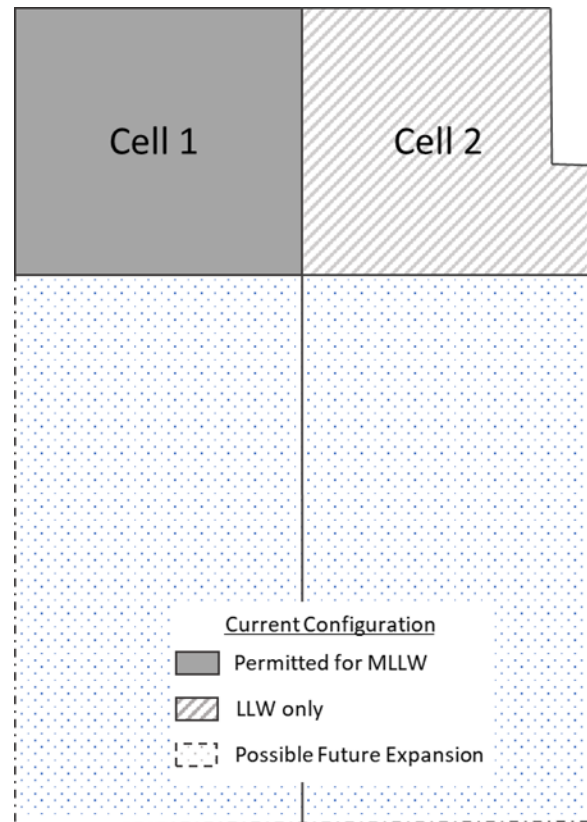 Cell 1
Cell 2
Current Configuration
Permitted for MLLW
LLW only
Possible Future Expansion